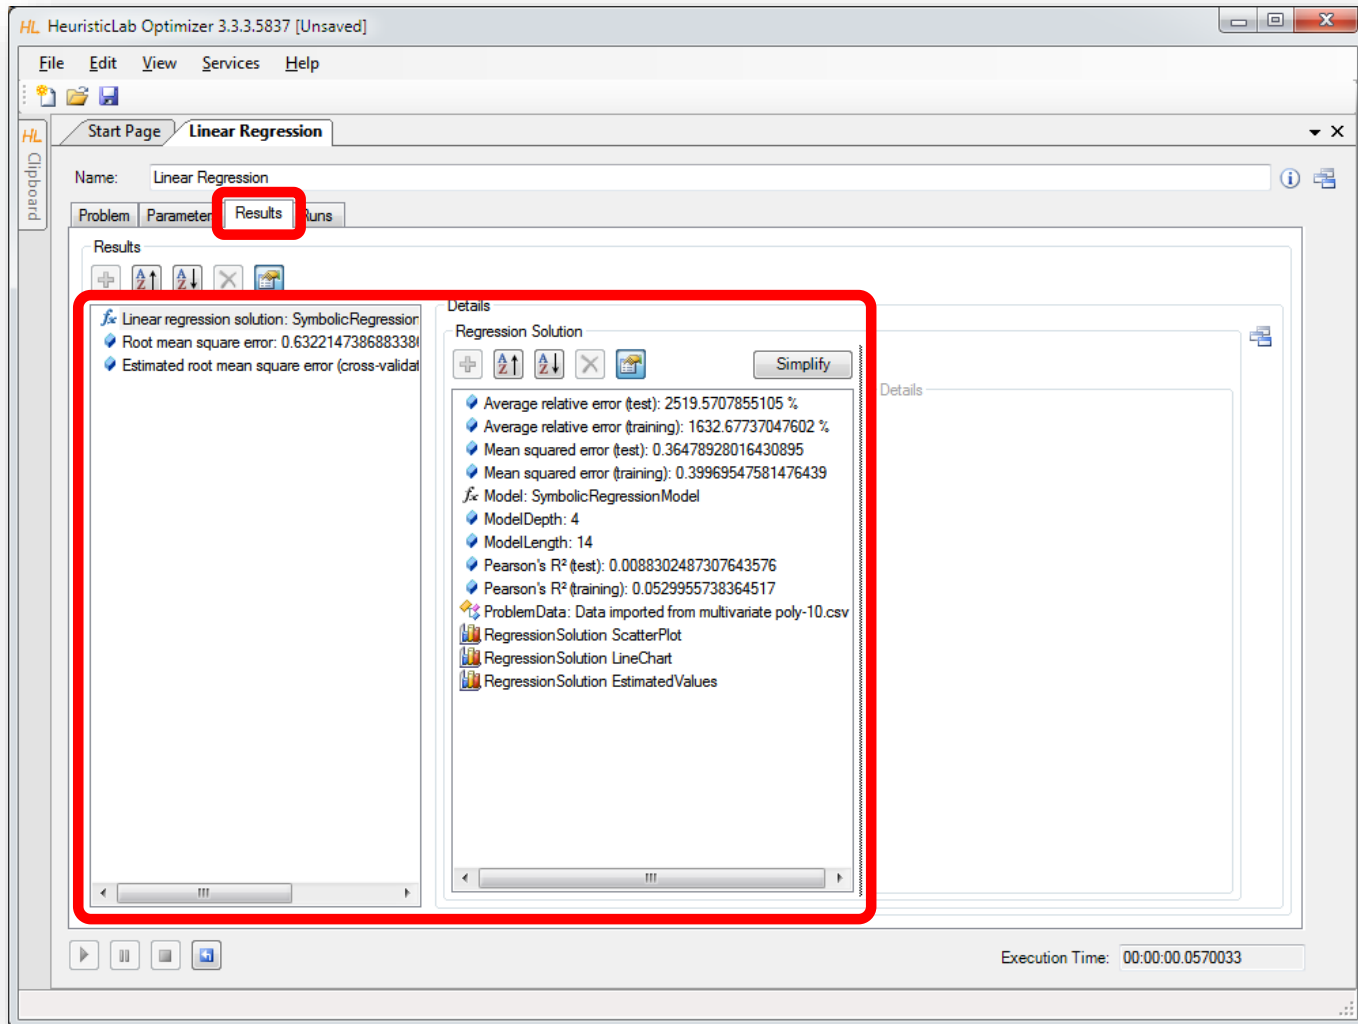 HL HeuristicLab Optimizer 3.3.3.5837 [Unsaved]
File Edit View Services Help
HL Clipboard
Start Page Linear Regression
Name: Linear Regression
Problem Parameter Results Runs
Results
Linear regression solution: SymbolicRegression
Root mean square error: 0.632214738688338
Estimated root mean square error (cross-validat
Details
Regression Solution
Simplify
Average relative error (test): 2519.5707855105 %
Average relative error (training): 1632.67737047602 %
Mean squared error (test): 0.36478928016430895
Mean squared error (training): 0.39969547581476439
Model: SymbolicRegressionModel
ModelDepth: 4
ModelLength: 14
Pearson's R² (test): 0.0088302487307643576
Pearson's R² (training): 0.0529955738364517
ProblemData: Data imported from multivariate poly-10.csv
RegressionSolution ScatterPlot
RegressionSolution LineChart
RegressionSolution EstimatedValues
Details
Execution Time: 00:00:00.0570033